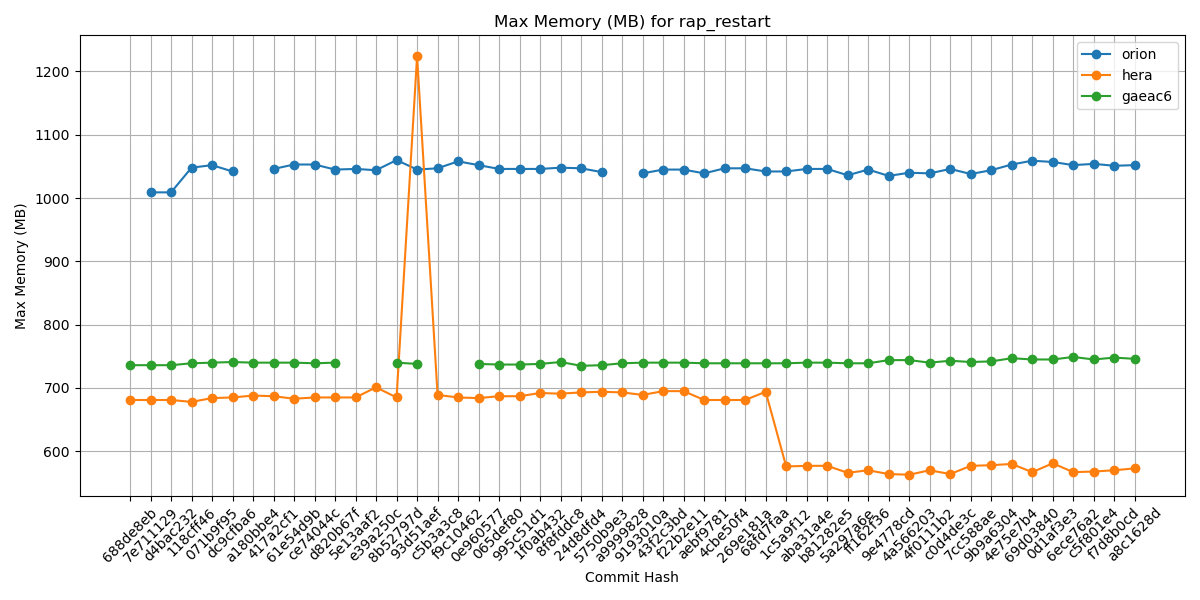 Max Memory (MB) for rap_restart
orion
hera
gaeac6
1200
1100
1000
900
800
700
600
Max Memory (MB)
688de8eb
7e711129
d4bac232
118cff46
071b9f95
dc9cfba6
a180bbe4
417a2cf1
61e54d9b
ce74044c
d820b67f
5e13aaf2
e39a250c
8b52797d
93d51aef
c5b3a3c8
f9c10462
0e960577
065def80
995c51d1
1f0ab432
8f6fddc8
24d8dfd4
5750b9e3
a9999828
9193010a
43f2c3bd
f22b2e11
aebf9781
4cbe50f4
269e181a
68fd7faa
1c5a9f12
aba31a4e
b81282e5
5a297a6e
ff162f36
9e4778cd
4a566203
4f0111b2
c0d4de3c
7cc588ae
9b9a6304
4e75e7b4
69d03840
0d1af3e3
6ece76a2
c5f801e4
f7d8b0cd
a8c1628d
Commit Hash